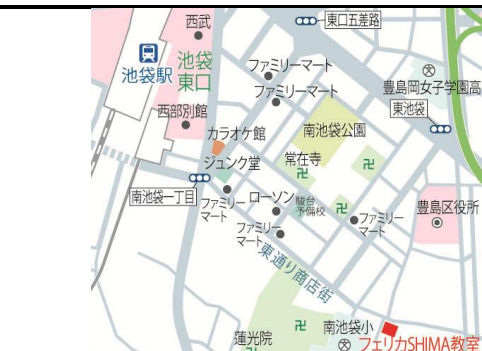 西武
東口五差路
池袋駅
池袋
東口
ファミリーマート
ファミリーマート
豊島岡女子学園高
東池袋
西部別館
カラオケ館
南池袋公園
ジュンク堂
常在寺
南池袋一丁目
ファミリー
マート
ローソン
駿台
予備校
ファミリー
マート
豊島区役所
ファミリー
マート
東通り商店街
南池袋小
蓮光院
フェリカSHIMA教室